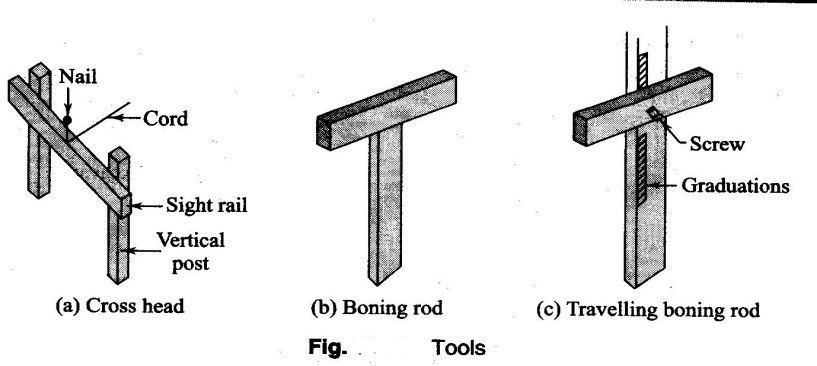 Nail
Cord
Sight rail
Vertical
post
(a) Cross head
(b) Boning rod
Screw
Graduations
(c) Travelling boning rod
Fig. Tools